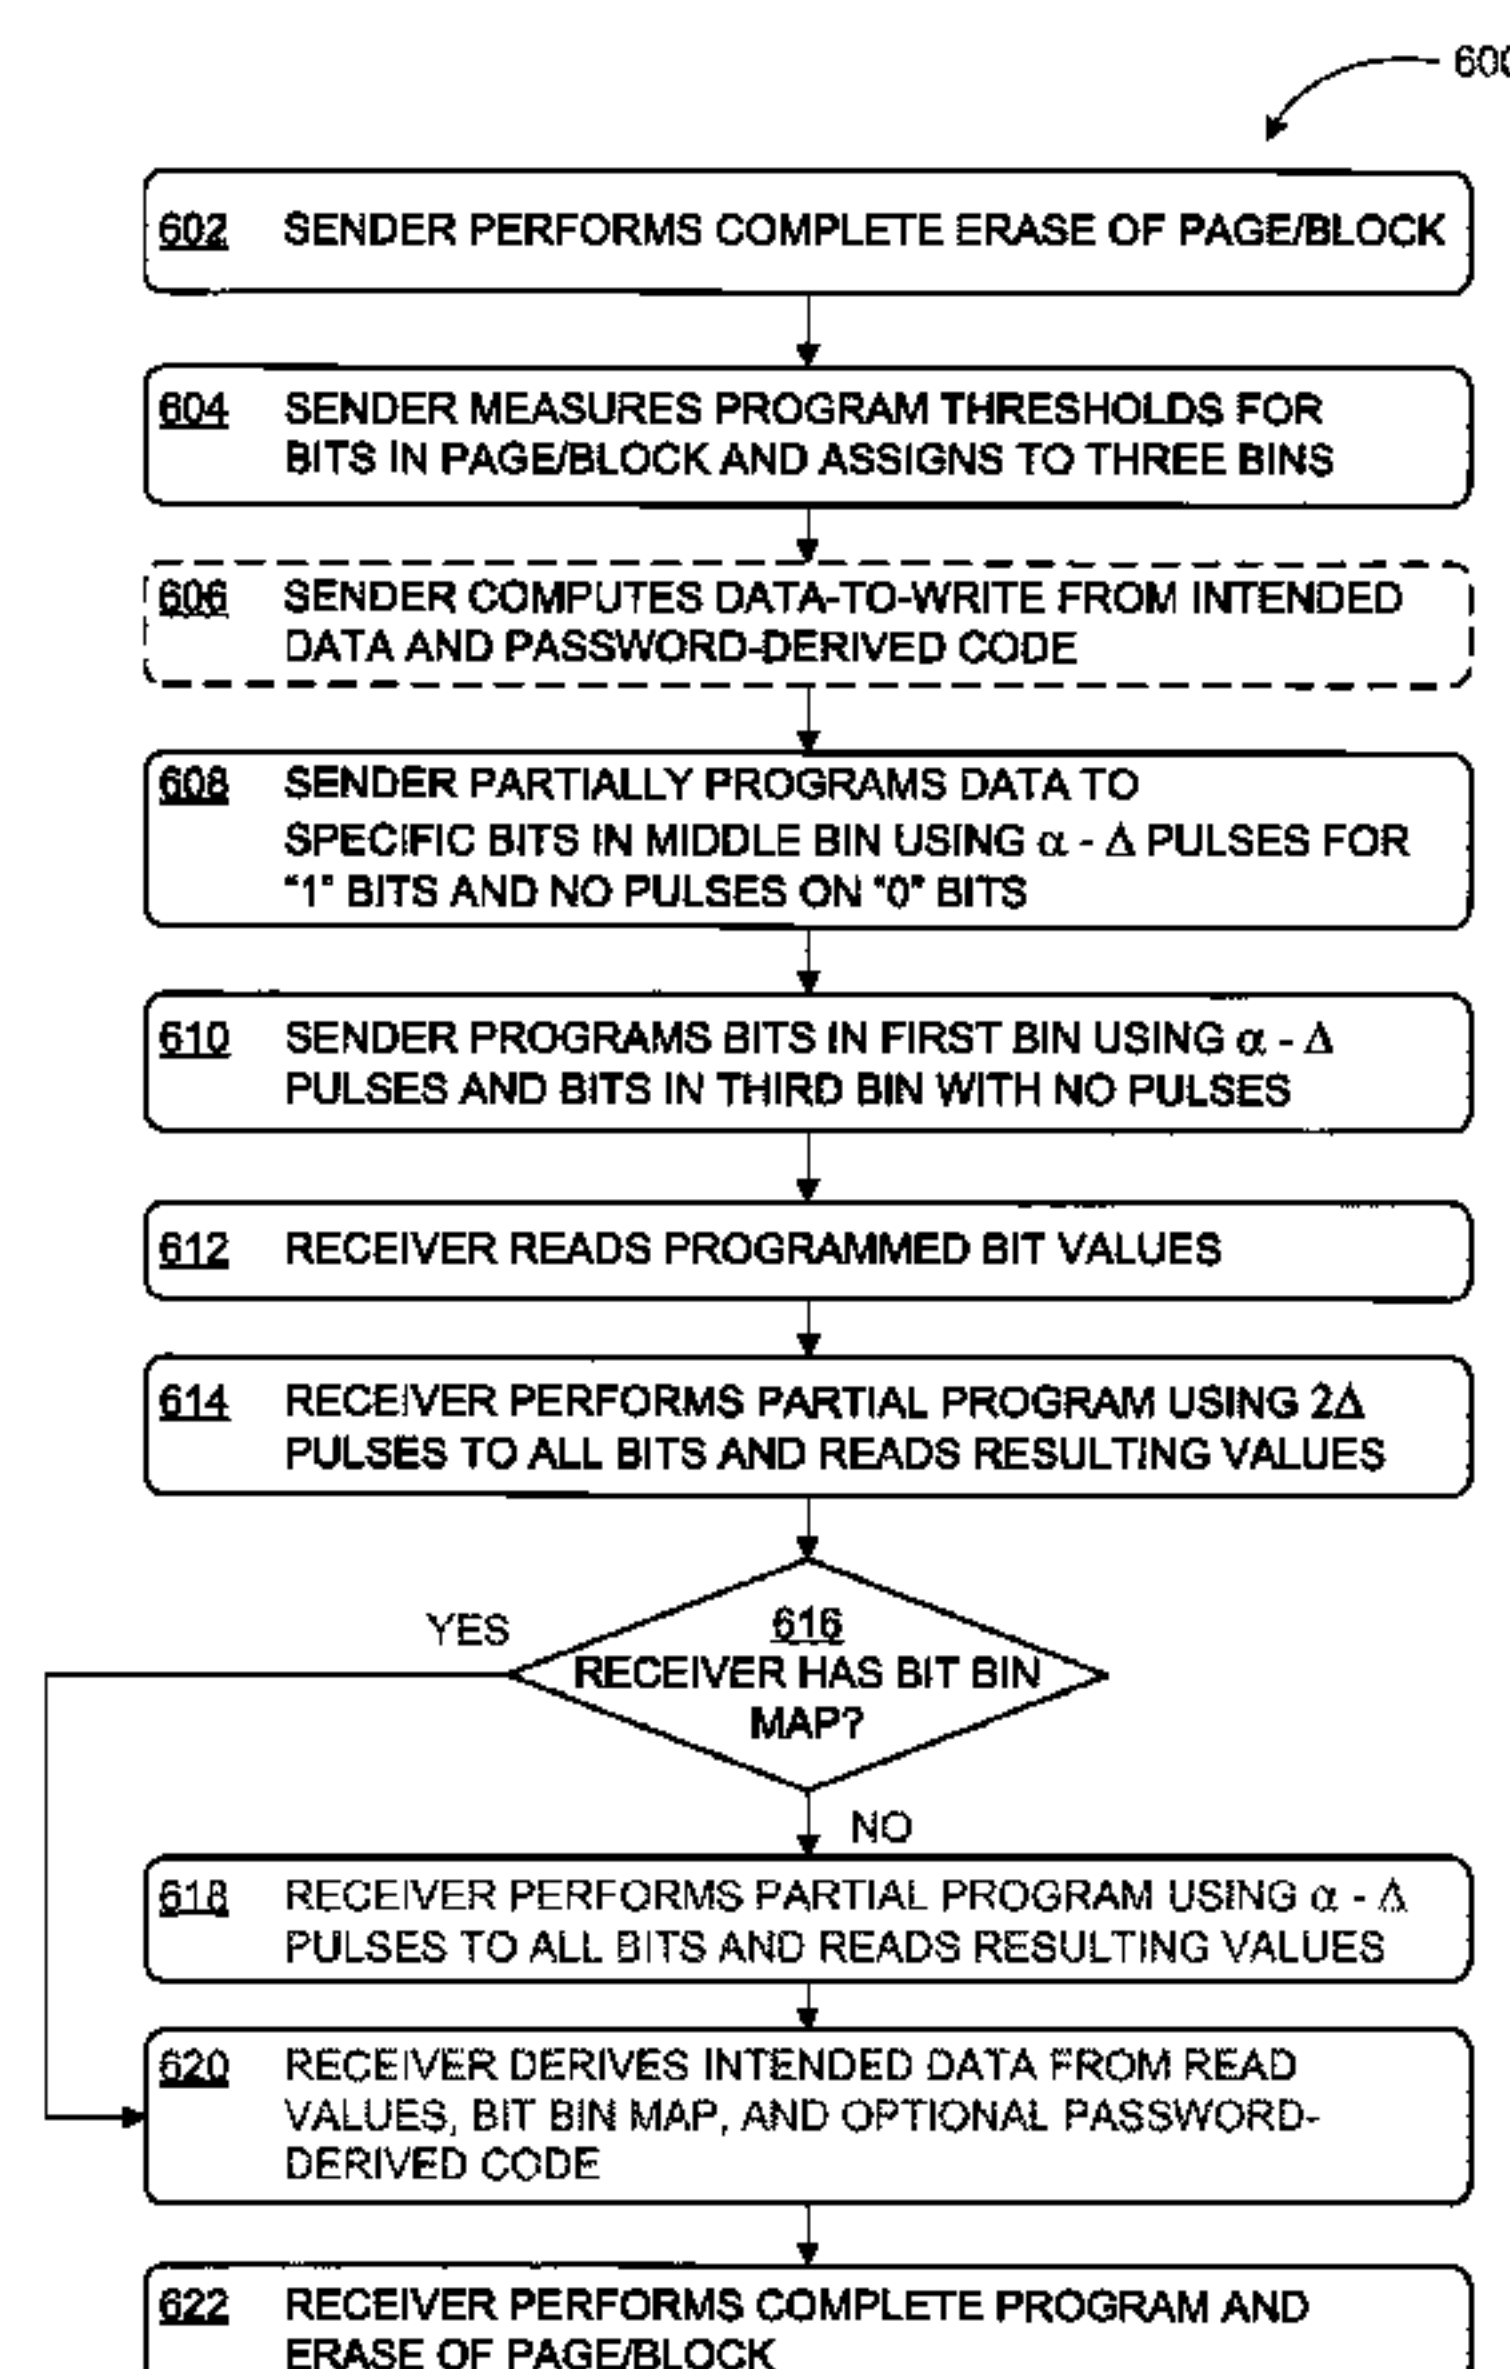 600
602 SENDER PERFORMS COMPLETE ERASE OF PAGE/BLOCK
604 SENDER MEASURES PROGRAM THRESHOLDS FOR
BITS IN PAGE/BLOCK AND ASSIGNS TO THREE BINS
606 SENDER COMPUTES DATA-TO-WRITE FROM INTENDED
DATA AND PASSWORD-DERIVED CODE
608 SENDER PARTIALLY PROGRAMS DATA TO
SPECIFIC BITS IN MIDDLE BIN USING α - Δ PULSES FOR
"1" BITS AND NO PULSES ON "0" BITS
610 SENDER PROGRAMS BITS IN FIRST BIN USING α - Δ
PULSES AND BITS IN THIRD BIN WITH NO PULSES
612 RECEIVER READS PROGRAMMED BIT VALUES
614 RECEIVER PERFORMS PARTIAL PROGRAM USING 2Δ
PULSES TO ALL BITS AND READS RESULTING VALUES
616
YES
RECEIVER HAS BIT BIN
MAP?
NO
618 RECEIVER PERFORMS PARTIAL PROGRAM USING α - Δ
PULSES TO ALL BITS AND READS RESULTING VALUES
620 RECEIVER DERIVES INTENDED DATA FROM READ
VALUES, BIT BIN MAP, AND OPTIONAL PASSWORD-
DERIVED CODE
622 RECEIVER PERFORMS COMPLETE PROGRAM AND
ERASE OF PAGE/BLOCK